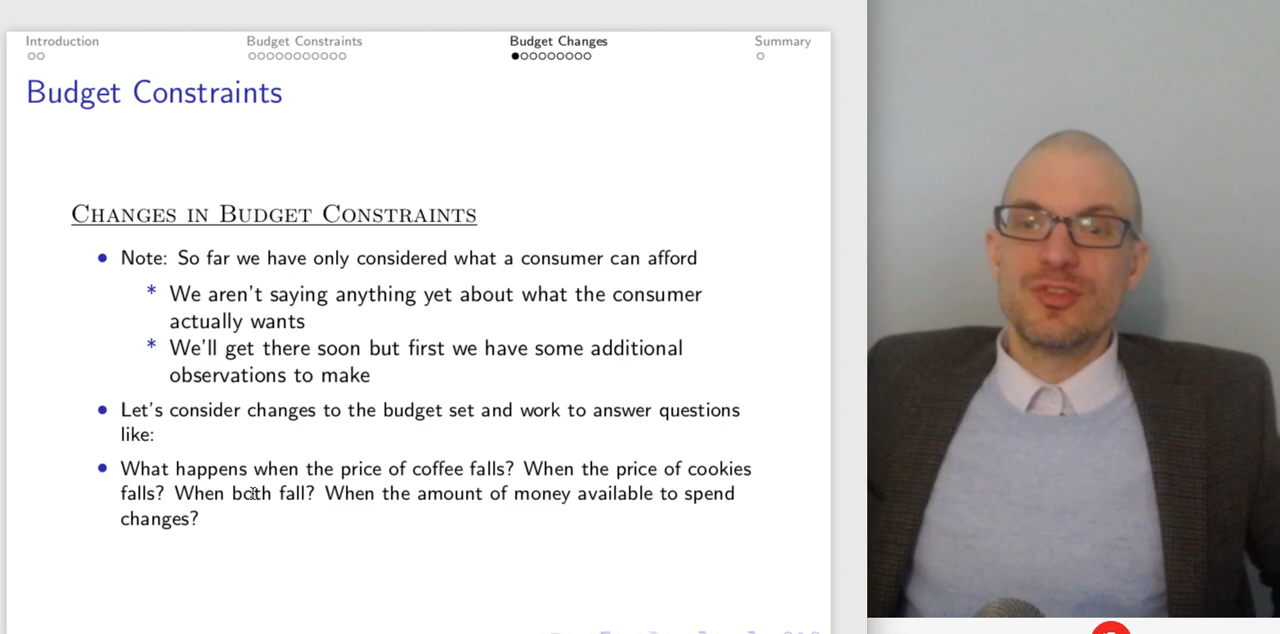 Introduction Budget Constraints Budget Changes Summary
Budget Constraints
Changes in Budget Constraints
• Note: So far we have only considered what a consumer can afford
* We aren't saying anything yet about what the consumer
actually wants
* We'll get there soon but first we have some additional
observations to make
• Let's consider changes to the budget set and work to answer questions
like:
• What happens when the price of coffee falls? When the price of cookies
falls? When both fall? When the amount of money available to spend
changes?